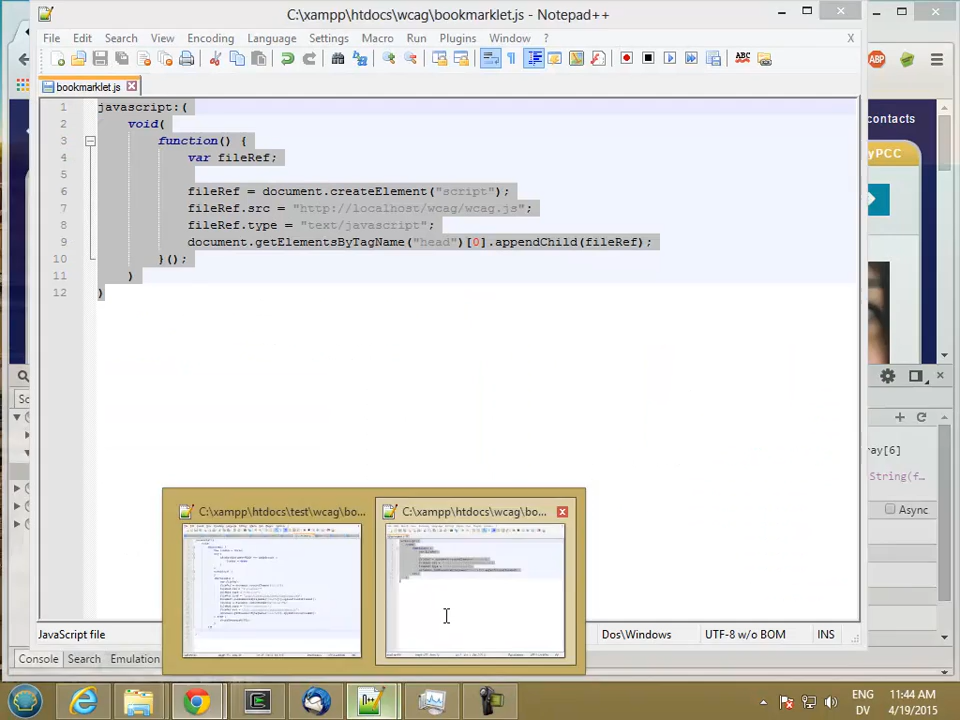 C:\xampp\htdocs\wcag\bookmarklet.js - Notepad++
File Edit Search View Encoding Language Settings Macro Run Plugins Window ? X
bookmarklet.js
contacts
yPCC
1 javascript:(
2 void(
3 function() {
4 var fileRef;
5
6 fileRef = document.createElement("script");
7 fileRef.src = "http://localhost/wcag/wcag.js";
8 fileRef.type = "text/javascript";
9 document.getElementsByTagName("head")[0].appendChild(fileRef);
10 }();
11 )
12 )
rray[6]
String(f…
Async
C:\xampp\htdocs\test\wcag\bo...
C:\xampp\htdocs\wcag\bo...
JavaScript file Dos\Windows UTF-8 w/o BOM INS
Console Search Emulation
ENG 11:44 AM
DV 4/19/2015